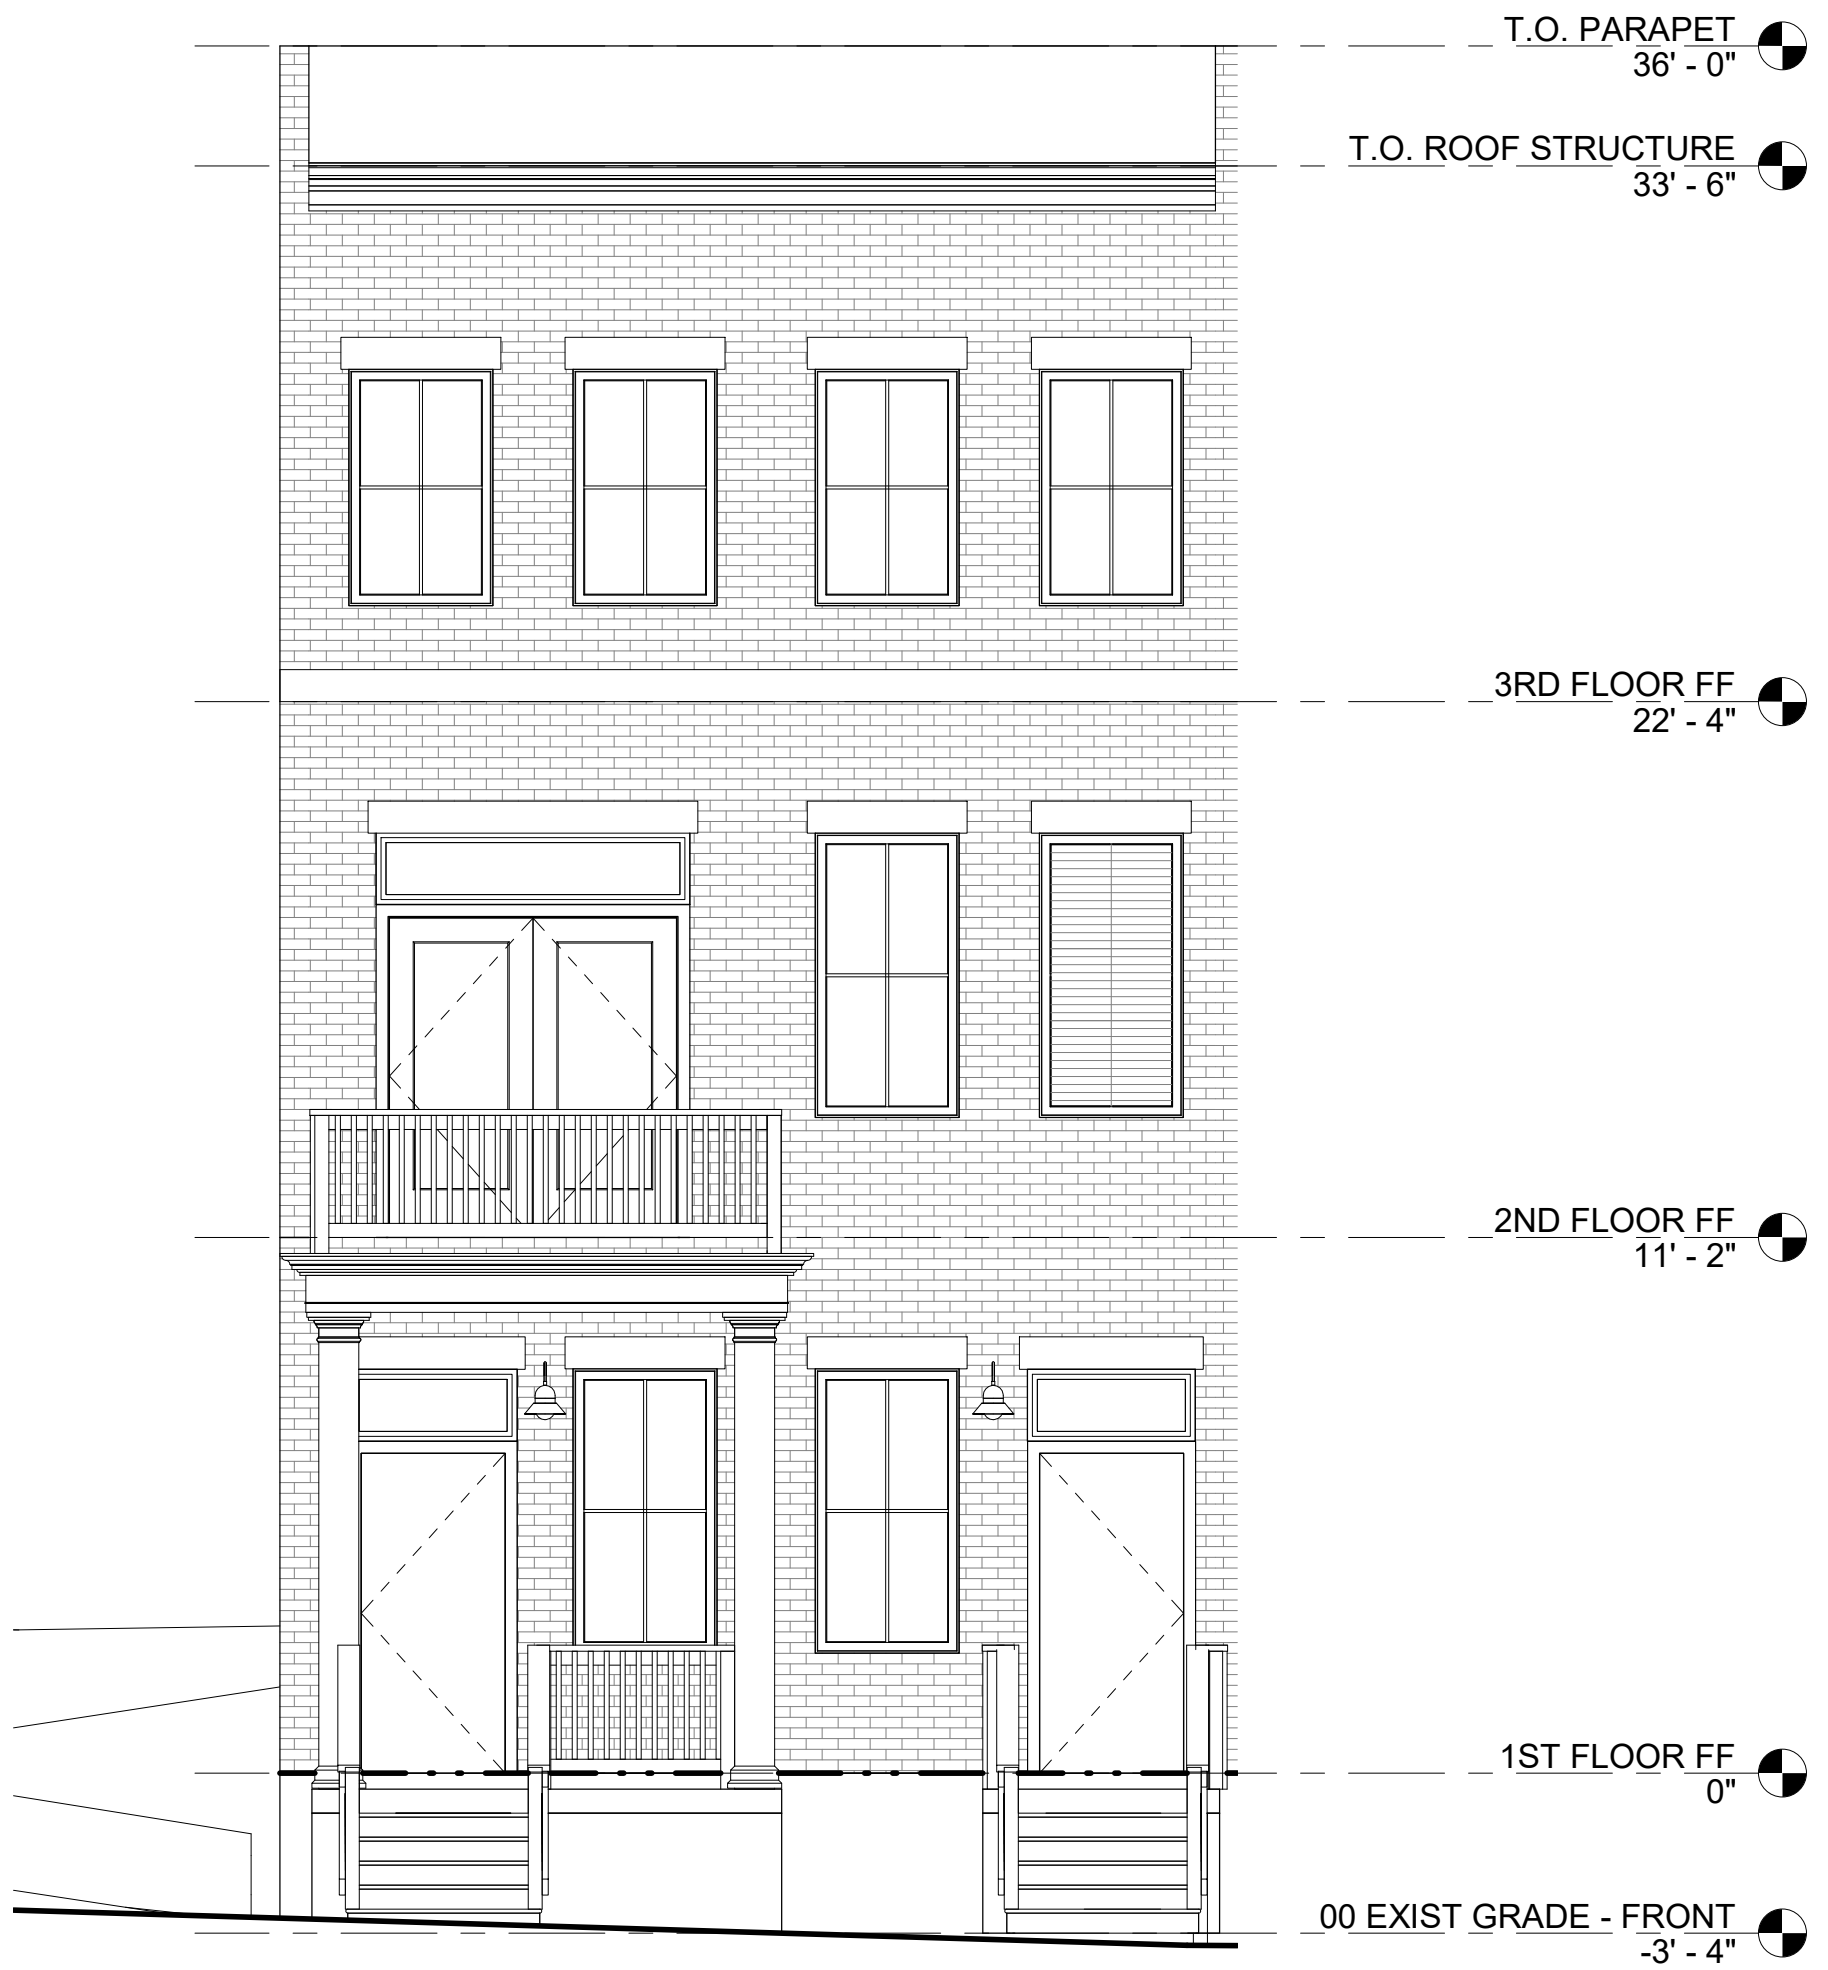 T.O. PARAPET
36' - 0"
T.O. ROOF STRUCTURE
33' - 6"
3RD FLOOR FF
22' - 4"
2ND FLOOR FF
11' - 2"
1ST FLOOR FF
0"
00 EXIST GRADE - FRONT
-3' - 4"